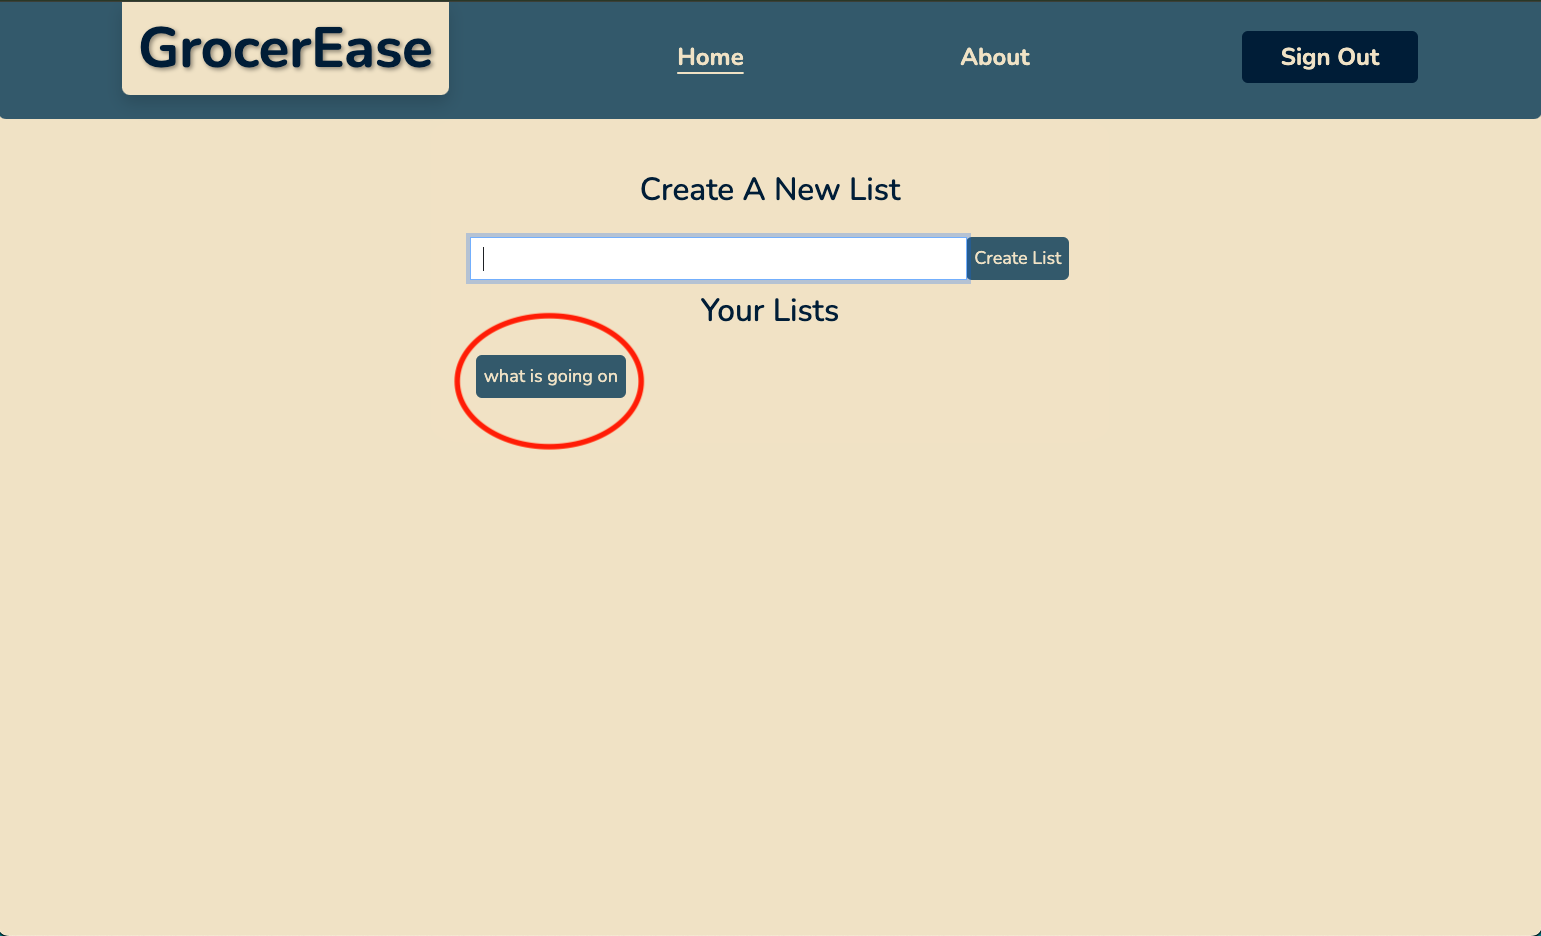 GrocerEase
Home
About
Sign Out
Create A New List
Create List
Your Lists
what is going on